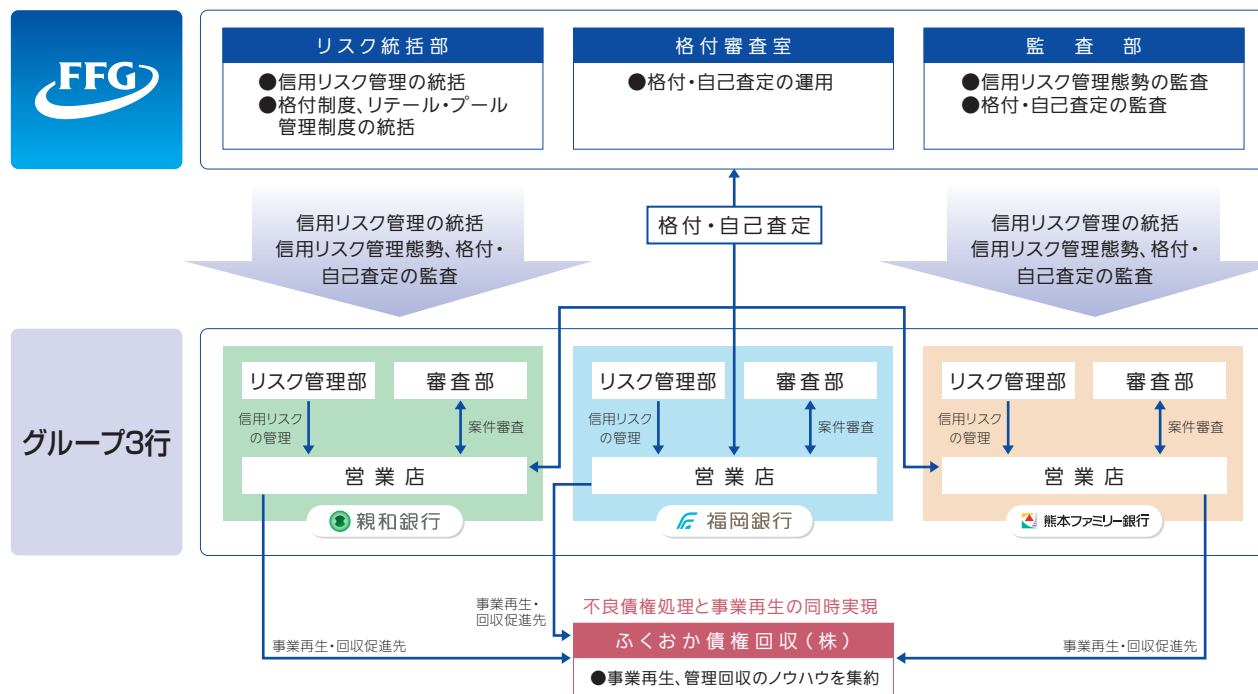 FFG
リスク統括部
●信用リスク管理の統括
●格付制度、リテール・プール
管理制度の統括
格付審査室
●格付・自己査定の運用
監査部
●信用リスク管理態勢の監査
●格付・自己査定の監査
信用リスク管理の統括
信用リスク管理態勢、格付・
自己査定の監査
格付・自己査定
信用リスク管理の統括
信用リスク管理態勢、格付・
自己査定の監査
グループ3行
リスク管理部
審査部
信用リスク
の管理
案件審査
営業店
親和銀行
リスク管理部
審査部
信用リスク
の管理
案件審査
営業店
福岡銀行
リスク管理部
審査部
信用リスク
の管理
案件審査
営業店
熊本ファミリー銀行
事業再生・
回収促進先
不良債権処理と事業再生の同時実現
事業再生・回収促進先
ふくおか債権回収(株)
事業再生・回収促進先
●事業再生、管理回収のノウハウを集約